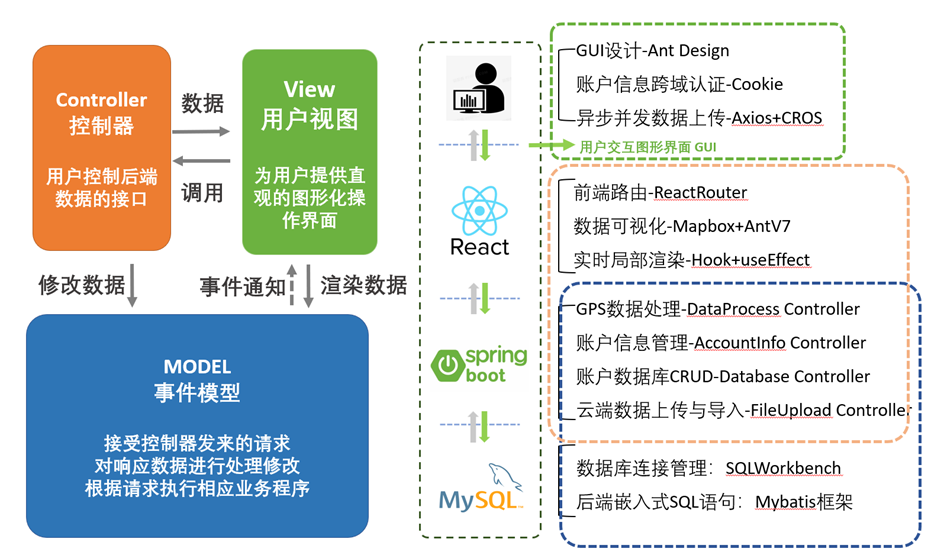 Controller
控制器
用户控制后端
数据的接口
数据
调用
View
用户视图
为用户提供直
观的图形化操
作界面
修改数据
事件通知
渲染数据
MODEL
事件模型
接受控制器发来的请求
对响应数据进行处理修改
根据请求执行相应业务程序
React
spring
boot
MySQL
GUI设计-Ant Design
账户信息跨域认证-Cookie
异步并发数据上传-Axios+CROS
用户交互图形界面 GUI
前端路由-ReactRouter
数据可视化-Mapbox+AntV7
实时局部渲染-Hook+useEffect
GPS数据处理-DataProcess Controller
账户信息管理-AccountInfo Controller
账户数据库CRUD-Database Controller
云端数据上传与导入-FileUpload Controller
数据库连接管理：SQLWorkbench
后端嵌入式SQL语句：Mybatis框架